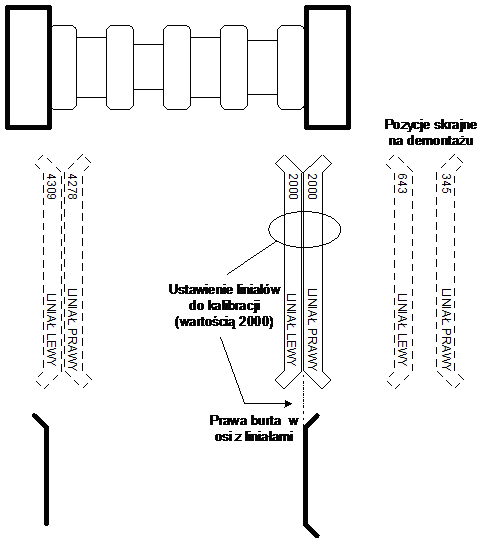 Pozycje skrajne
na demontażu
4309
4278
2000
2000
643
345
Ustawienie liniałów
do kalibracji
(wartością 2000)
LINIAŁ LEWY
LINIAŁ PRAWY
LINIAŁ LEWY
LINIAŁ PRAWY
LINIAŁ LEWY
LINIAŁ PRAWY
Prawa burta w
osi z liniałami